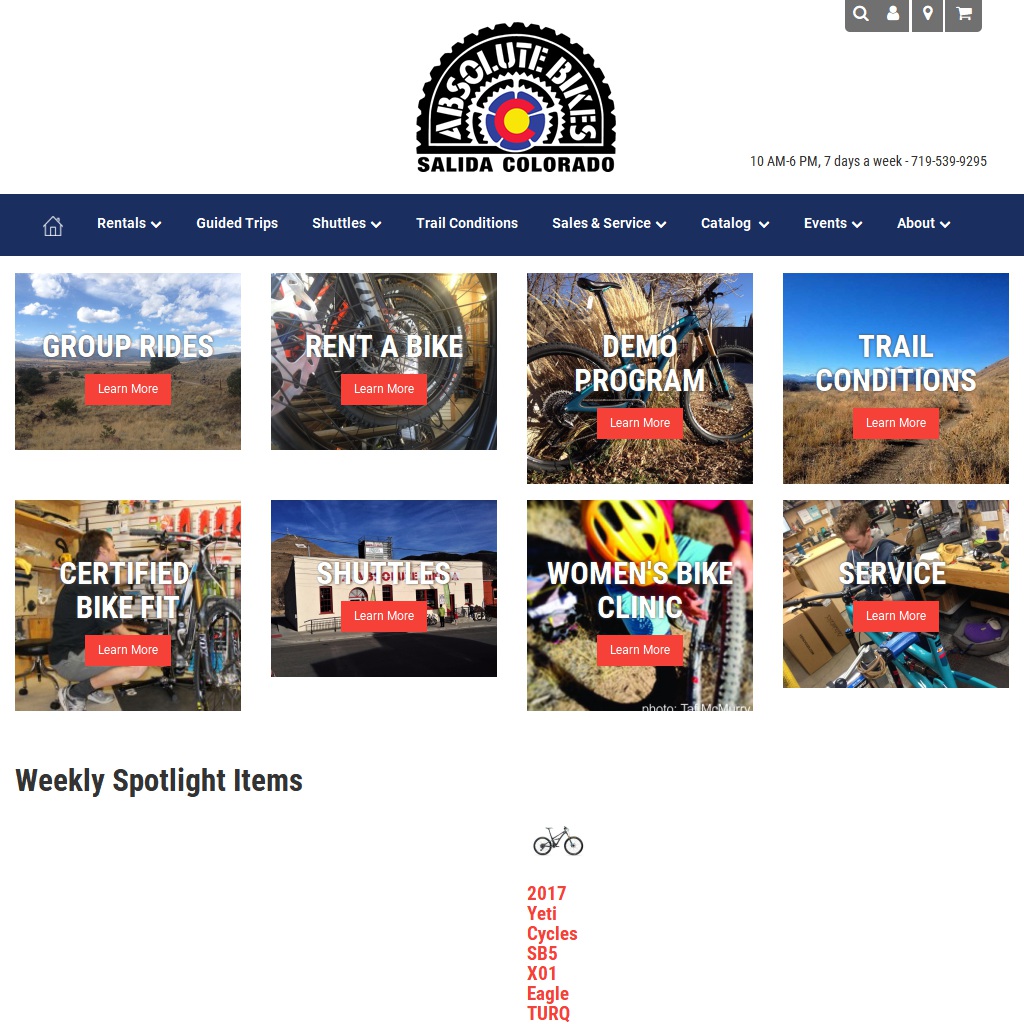 ABSOLUTE BIKES
SALIDA COLORADO
10 AM-6 PM, 7 days a week - 719-539-9295
Rentals
Guided Trips
Shuttles
Trail Conditions
Sales & Service
Catalog
Events
About
GROUP RIDES
Learn More
RENT A BIKE
Learn More
DEMO
PROGRAM
Learn More
TRAIL
CONDITIONS
Learn More
CERTIFIED
BIKE FIT
Learn More
SHUTTLES
Learn More
WOMEN'S BIKE
CLINIC
Learn More
photo: Taf McMurry
SERVICE
Learn More
Weekly Spotlight Items
2017
Yeti
Cycles
SB5
X01
Eagle
TURQ